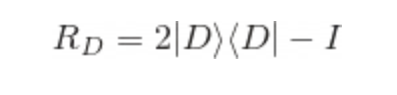 R_D = 2|D⟩⟨D| − I